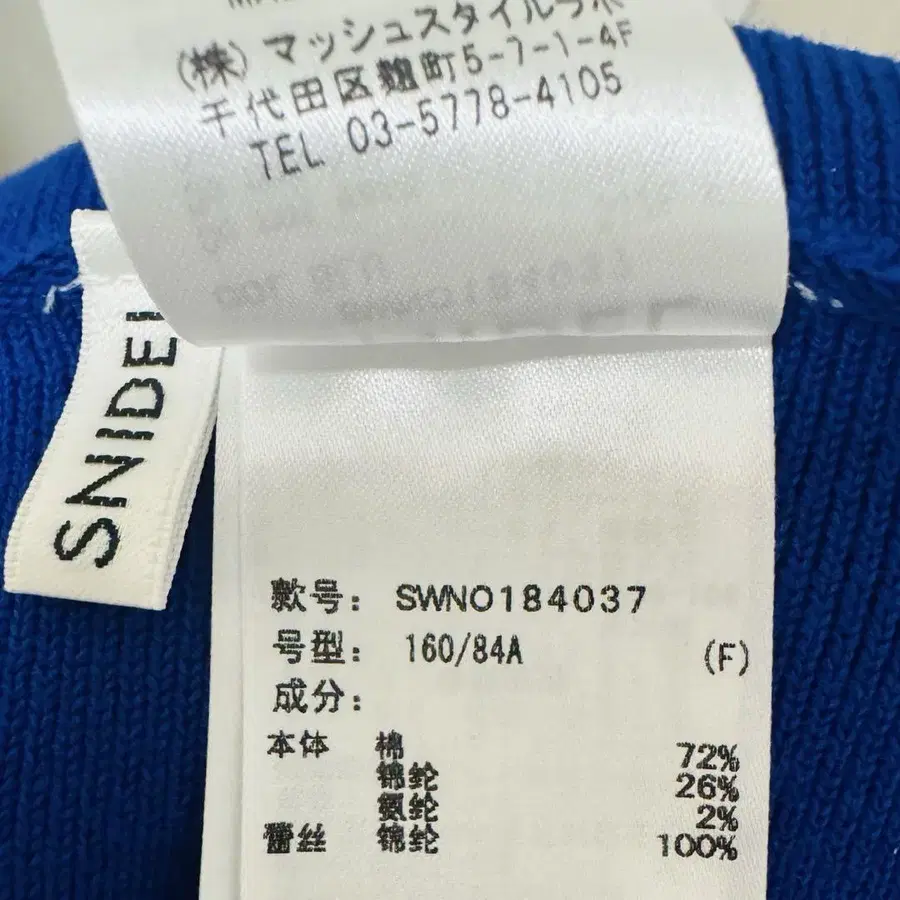 (株)マッシュスタイルラボ
千代田区麹町5-7-1-4F
TEL 03-5778-4105
SNIDEL
款号: SWNO184037
号型: 160/84A (F)
成分:
本体 棉 72%
锦纶 26%
氨纶 2%
蕾丝 锦纶 100%